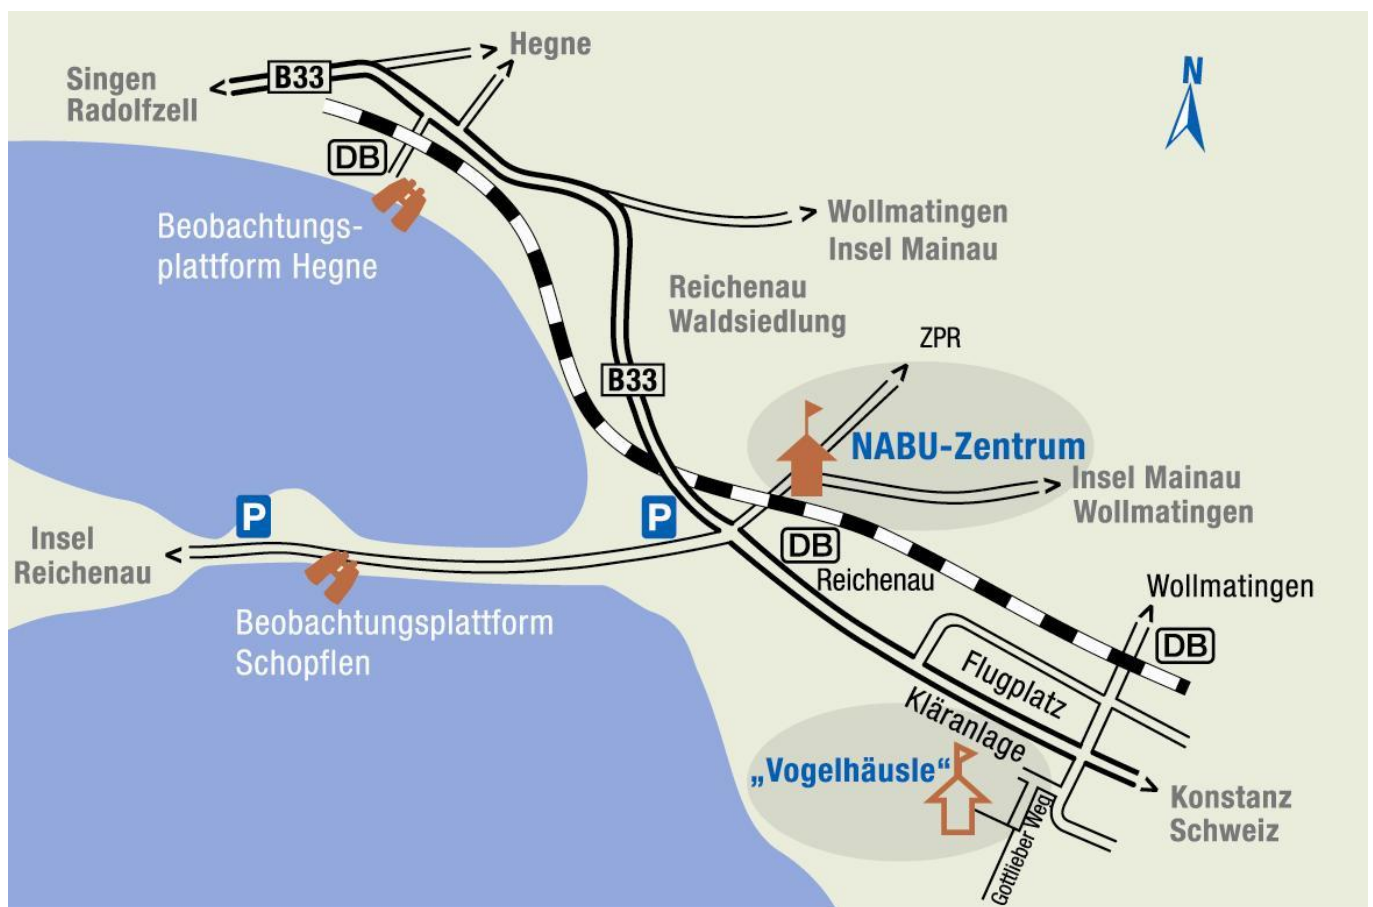 Hegne
Singen
Radolfzell
B33
N
DB
Beobachtungs-
plattform Hegne
Wollmatingen
Insel Mainau
Reichenau
Waldsiedlung
ZPR
B33
NABU-Zentrum
Insel Mainau
Wollmatingen
P
P
Insel
Reichenau
DB
Reichenau
Wollmatingen
DB
Beobachtungsplattform
Schopflen
Flugplatz
Kläranlage
„Vogelhäusle“
Gottlieber Weg
Konstanz
Schweiz